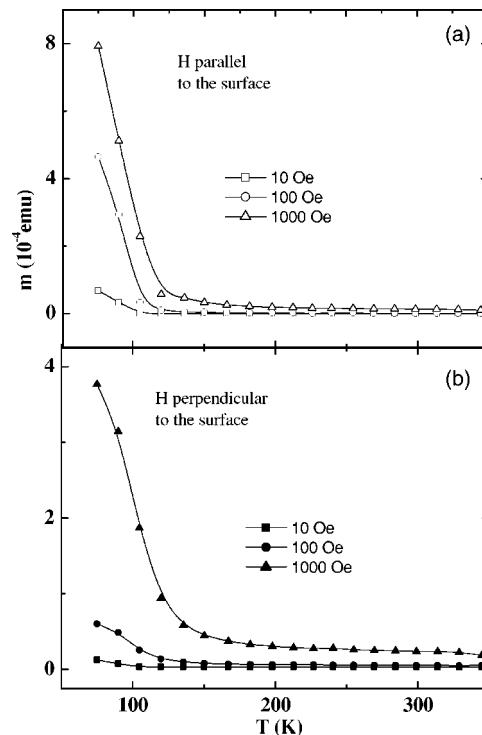 (a)
H parallel
to the surface
8
4
0
10 Oe
100 Oe
1000 Oe
m (10⁻⁴emu)
(b)
H perpendicular
to the surface
4
2
0
10 Oe
100 Oe
1000 Oe
100
200
300
T (K)